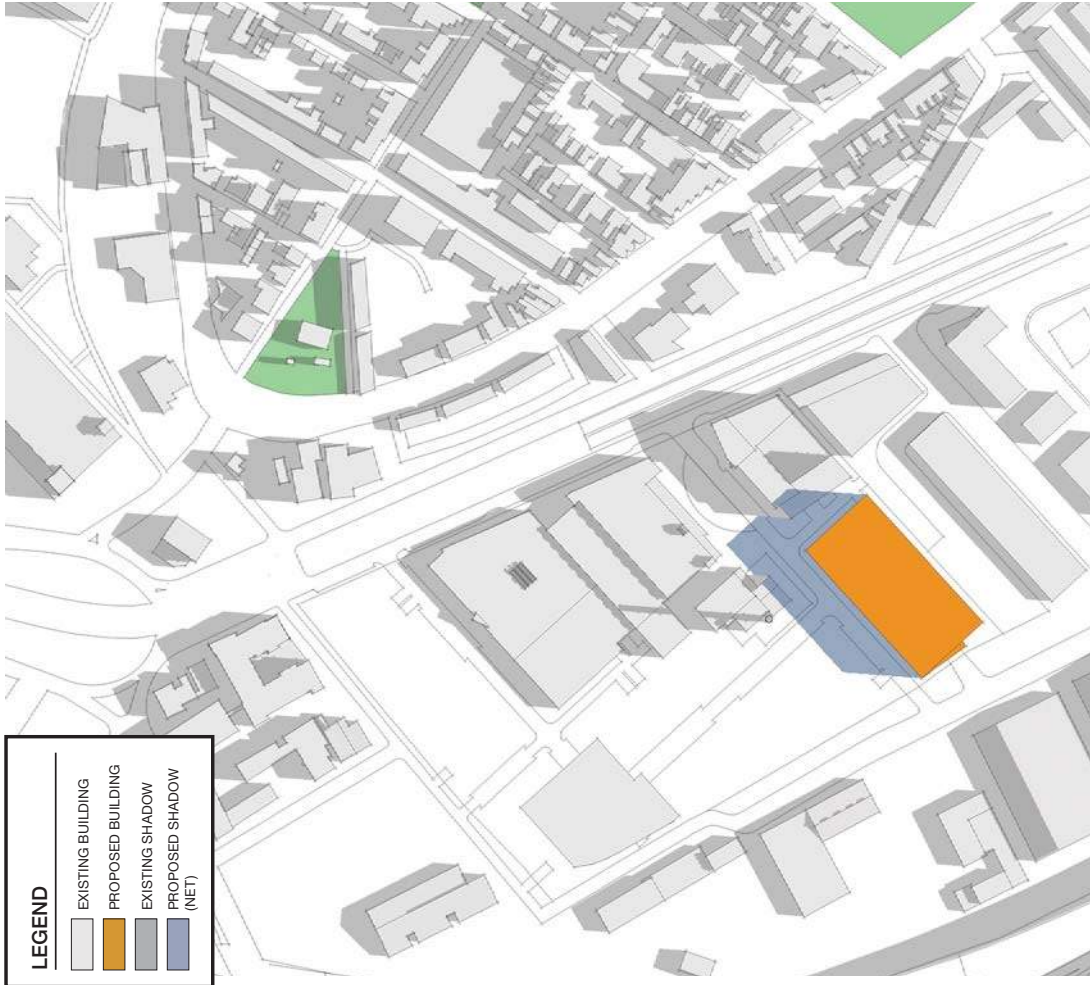 LEGEND
EXISTING BUILDING
PROPOSED BUILDING
EXISTING SHADOW
PROPOSED SHADOW
(NET)